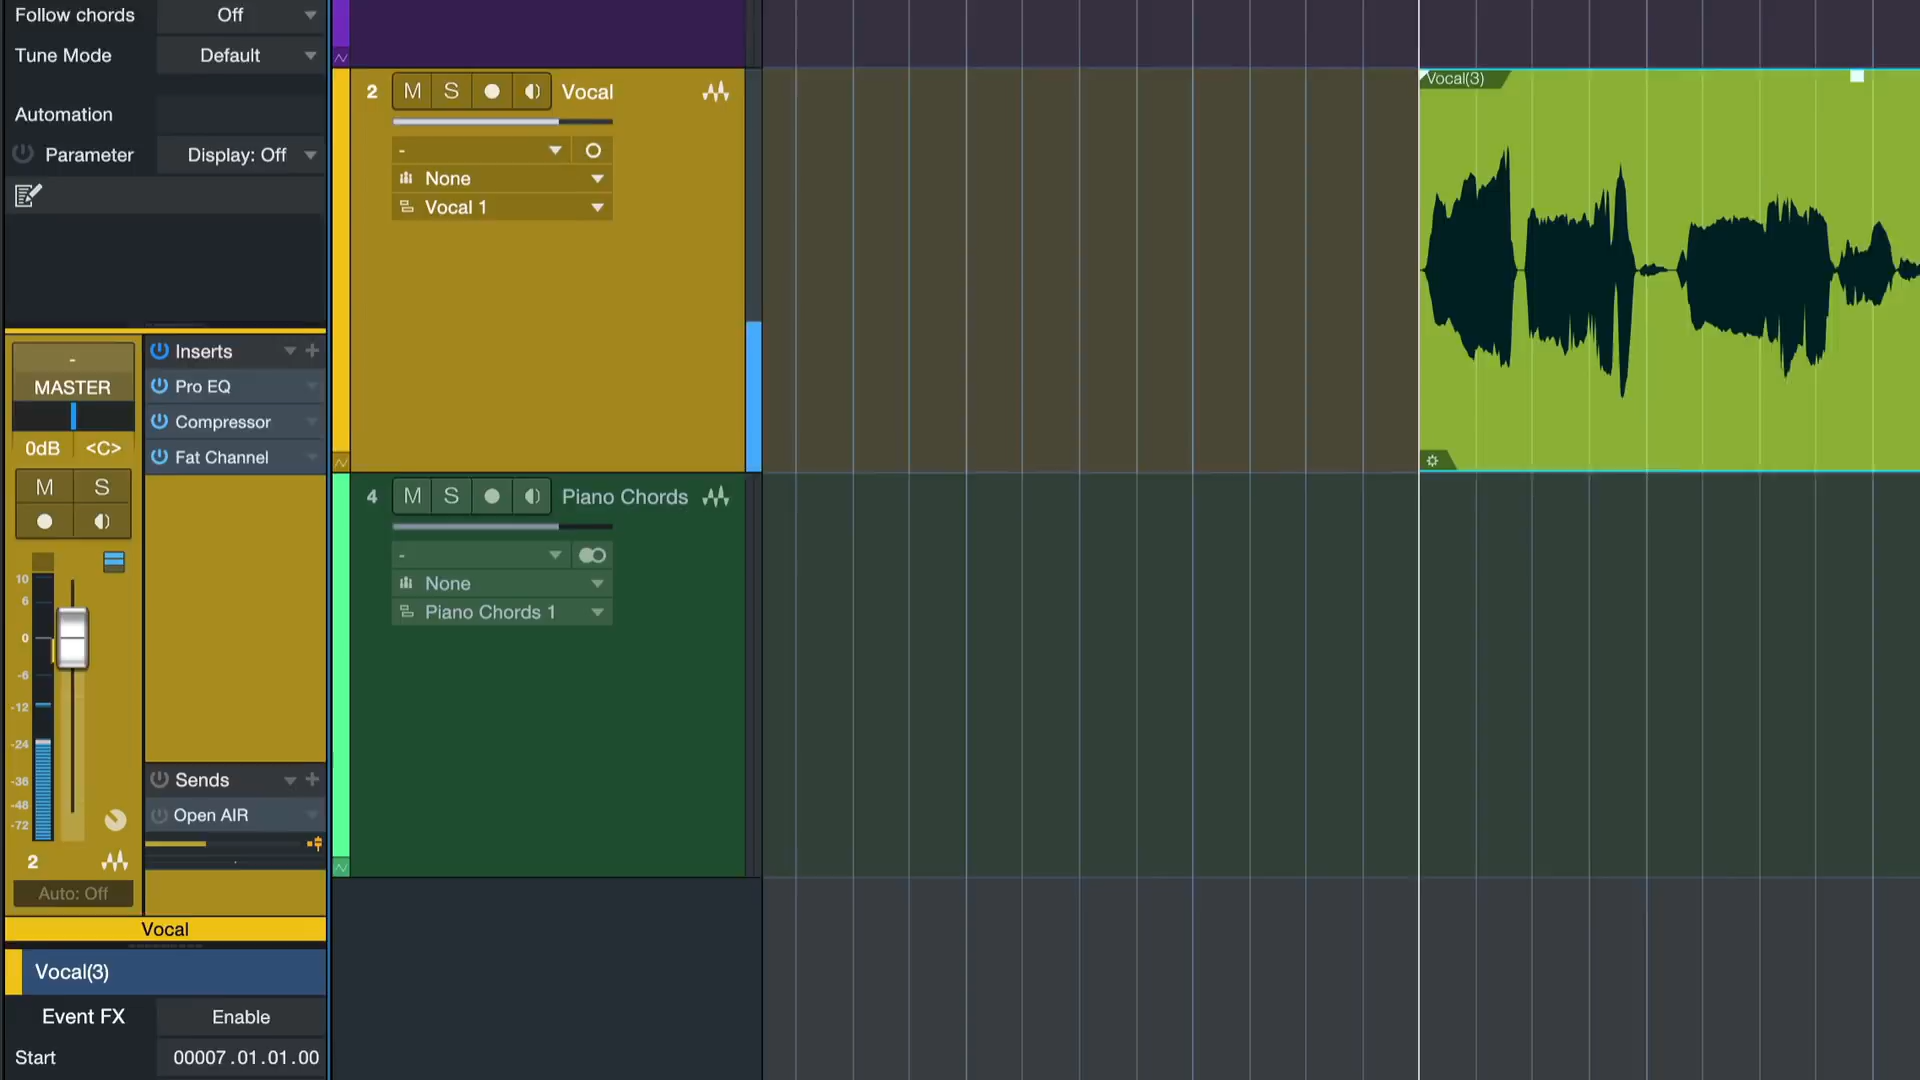 Follow chords Off
Tune Mode Default
Automation
Parameter Display: Off
-
MASTER
0dB <C>
M S
10
6
0
-6
-12
-24
-36
-48
-72
2
Auto: Off
Inserts
Pro EQ
Compressor
Fat Channel
Sends
Open AIR
Vocal
Vocal(3)
Event FX Enable
Start 00007.01.01.00
2 M S Vocal
-
None
Vocal 1
4 M S Piano Chords
-
None
Piano Chords 1
Vocal(3)